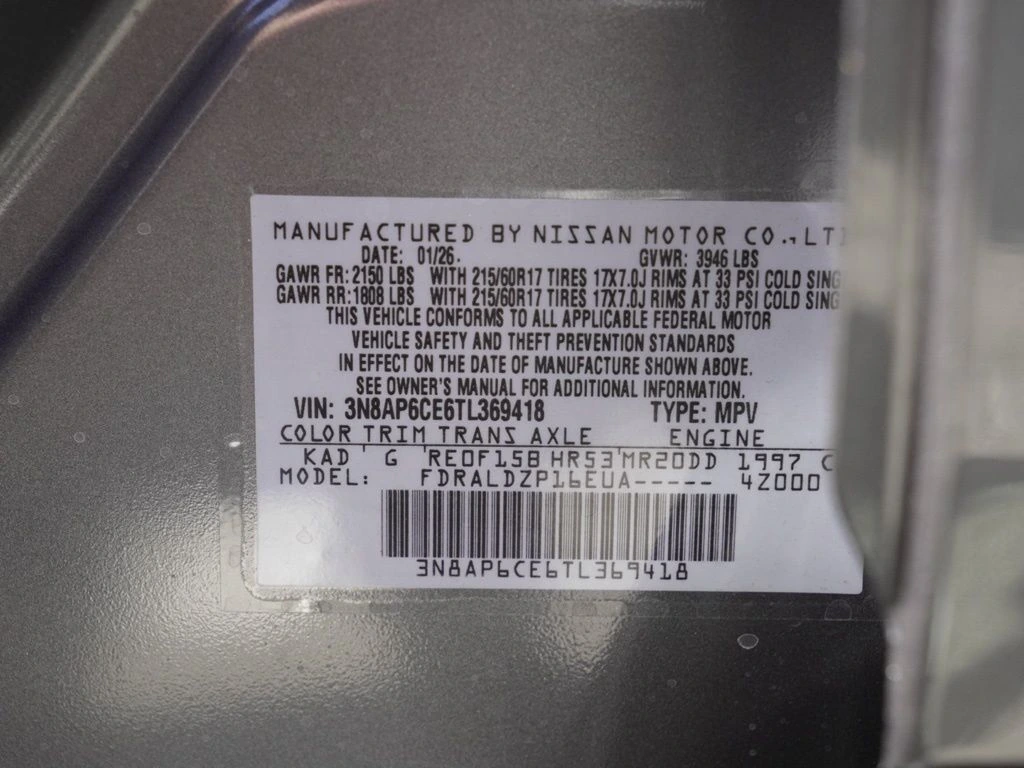 MANUFACTURED BY NISSAN MOTOR CO.,LT
DATE: 01/26. GVWR: 3946 LBS
GAWR FR: 2150 LBS WITH 215/60R17 TIRES 17X7.0J RIMS AT 33 PSI COLD SING
GAWR RR: 1808 LBS WITH 215/60R17 TIRES 17X7.0J RIMS AT 33 PSI COLD SING
THIS VEHICLE CONFORMS TO ALL APPLICABLE FEDERAL MOTOR
VEHICLE SAFETY AND THEFT PREVENTION STANDARDS
IN EFFECT ON THE DATE OF MANUFACTURE SHOWN ABOVE.
SEE OWNER'S MANUAL FOR ADDITIONAL INFORMATION.
VIN: 3N8AP6CE6TL369418 TYPE: MPV
COLOR TRIM TRANS AXLE ENGINE
KAD G RE0F15B HR53 MR20DD 1997 C
MODEL: FDRALDZP16EUA----- 4Z000
3N8AP6CE6TL369418